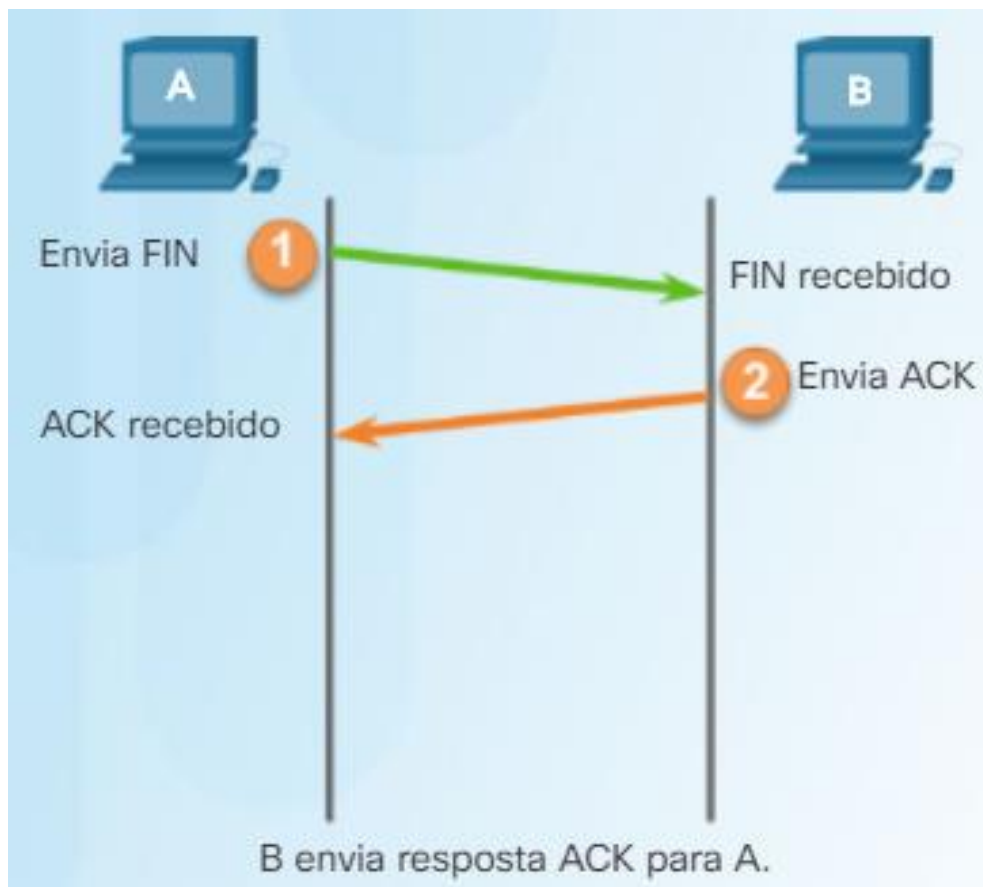 A
B
Envia FIN
1
FIN recebido
2
Envia ACK
ACK recebido
B envia resposta ACK para A.